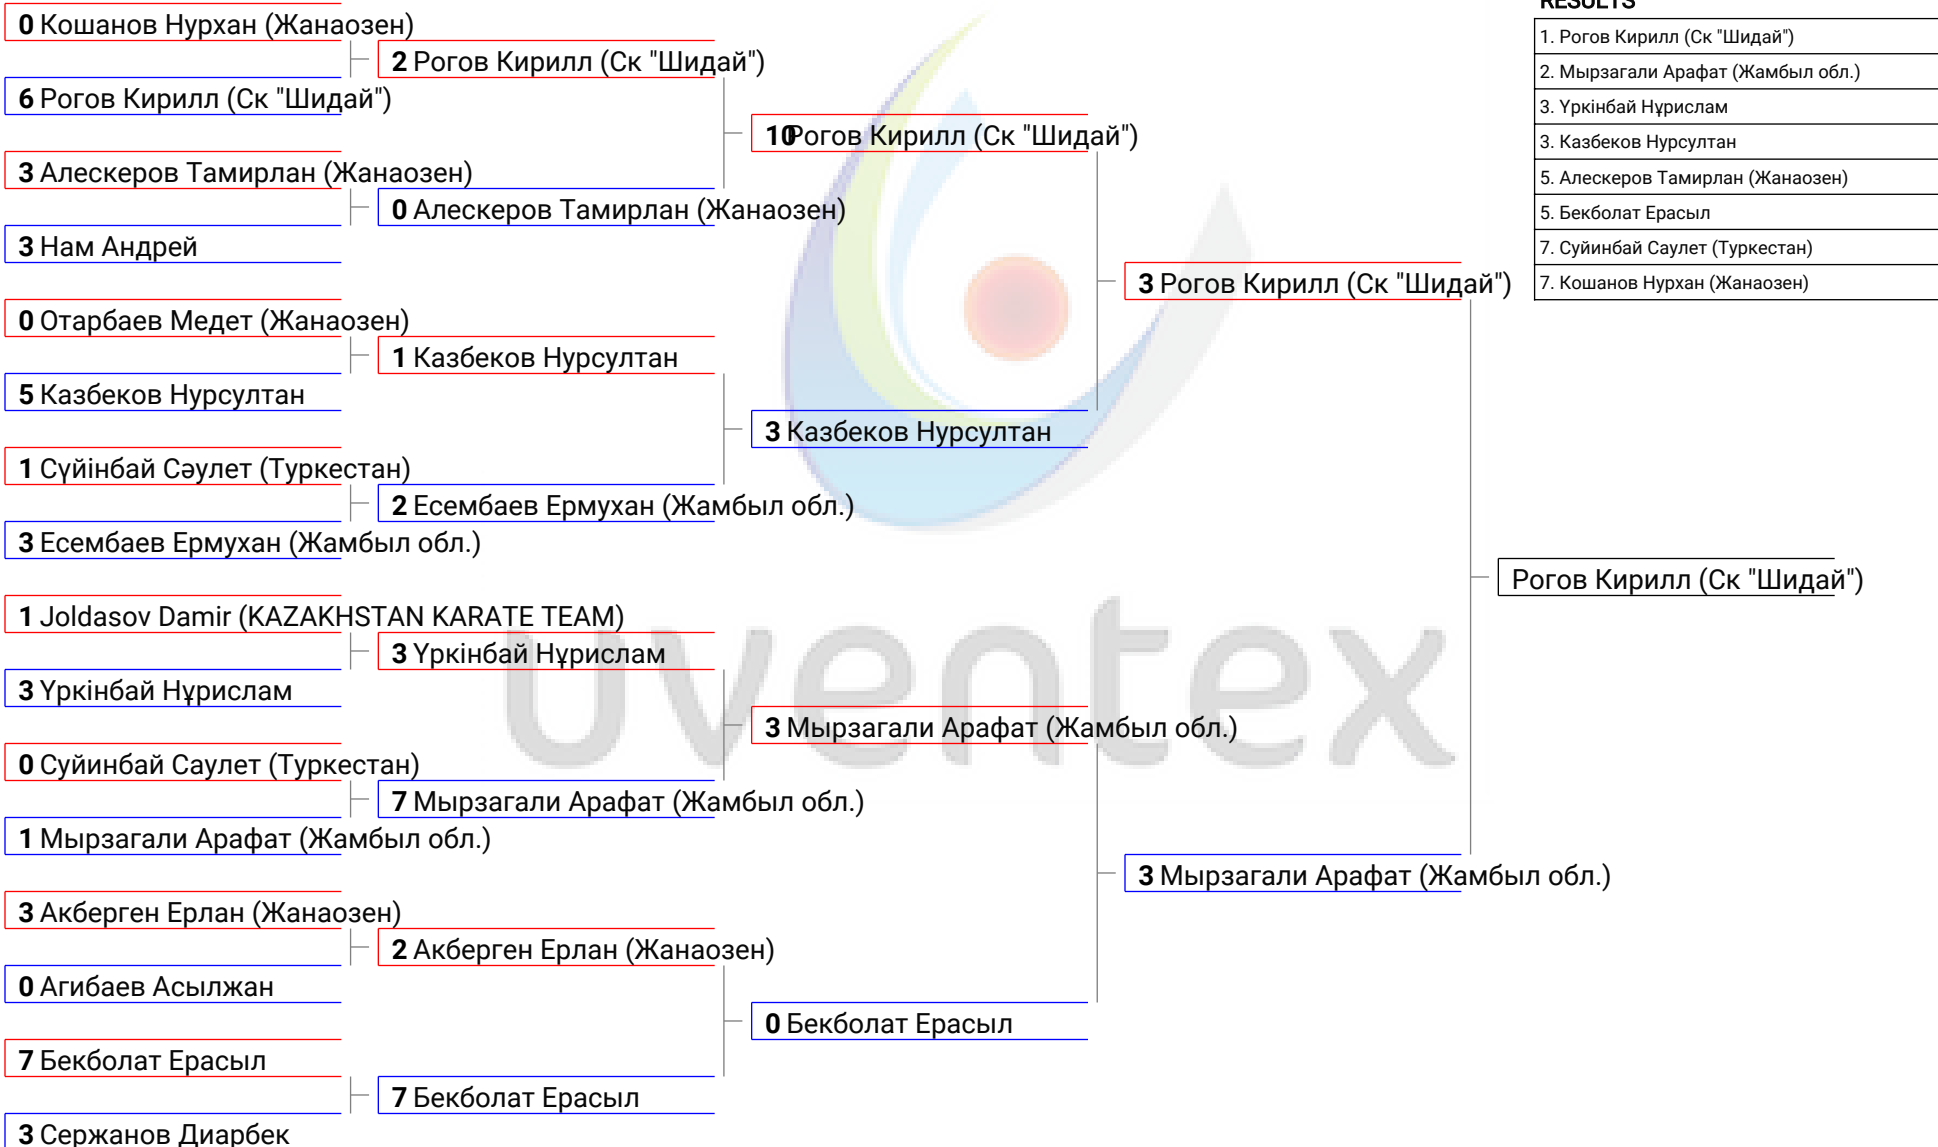 RESULTS
1. Рогов Кирилл (Ск "Шидай")
2. Мырзагали Арафат (Жамбыл обл.)
3. Үркінбай Нұрислам
3. Казбеков Нурсултан
5. Алескеров Тамирлан (Жанаозен)
5. Бекболат Ерасыл
7. Суйинбай Саулет (Туркестан)
7. Кошанов Нурхан (Жанаозен)
0 Кошанов Нурхан (Жанаозен)
2 Рогов Кирилл (Ск "Шидай")
6 Рогов Кирилл (Ск "Шидай")
10 Рогов Кирилл (Ск "Шидай")
3 Алескеров Тамирлан (Жанаозен)
0 Алескеров Тамирлан (Жанаозен)
3 Нам Андрей
3 Рогов Кирилл (Ск "Шидай")
0 Отарбаев Медет (Жанаозен)
1 Казбеков Нурсултан
5 Казбеков Нурсултан
3 Казбеков Нурсултан
1 Сүйінбай Сәулет (Туркестан)
2 Есембаев Ермухан (Жамбыл обл.)
3 Есембаев Ермухан (Жамбыл обл.)
Рогов Кирилл (Ск "Шидай")
1 Joldasov Damir (KAZAKHSTAN KARATE TEAM)
3 Үркінбай Нұрислам
3 Үркінбай Нұрислам
3 Мырзагали Арафат (Жамбыл обл.)
0 Суйинбай Саулет (Туркестан)
7 Мырзагали Арафат (Жамбыл обл.)
1 Мырзагали Арафат (Жамбыл обл.)
3 Мырзагали Арафат (Жамбыл обл.)
3 Акберген Ерлан (Жанаозен)
2 Акберген Ерлан (Жанаозен)
0 Агибаев Асылжан
0 Бекболат Ерасыл
7 Бекболат Ерасыл
7 Бекболат Ерасыл
3 Сержанов Диарбек
uventex